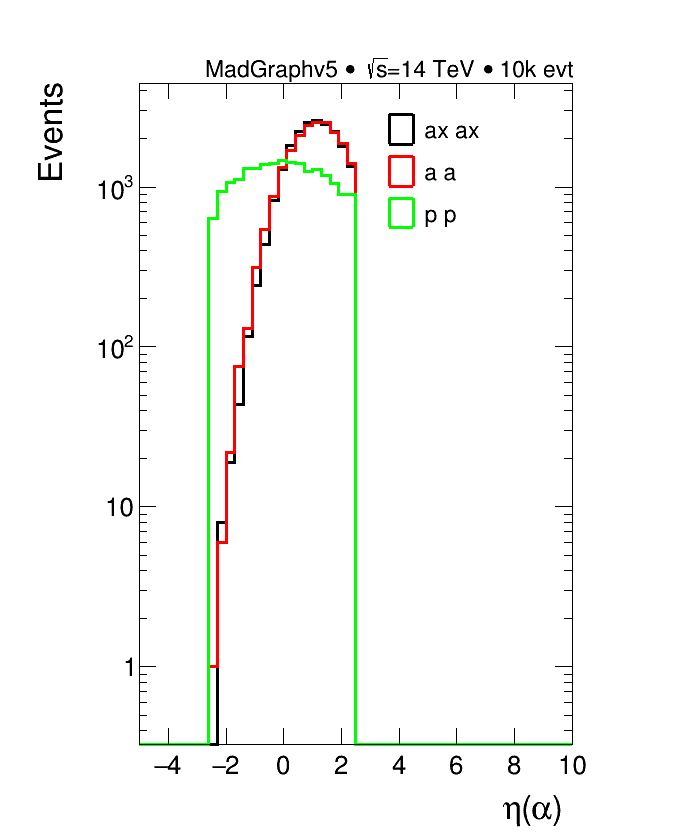 MadGraphv5 • √s=14 TeV • 10k evt
Events
ax ax
a a
p p
10³
10²
10
1
−4 −2 0 2 4 6 8 10
η(α)